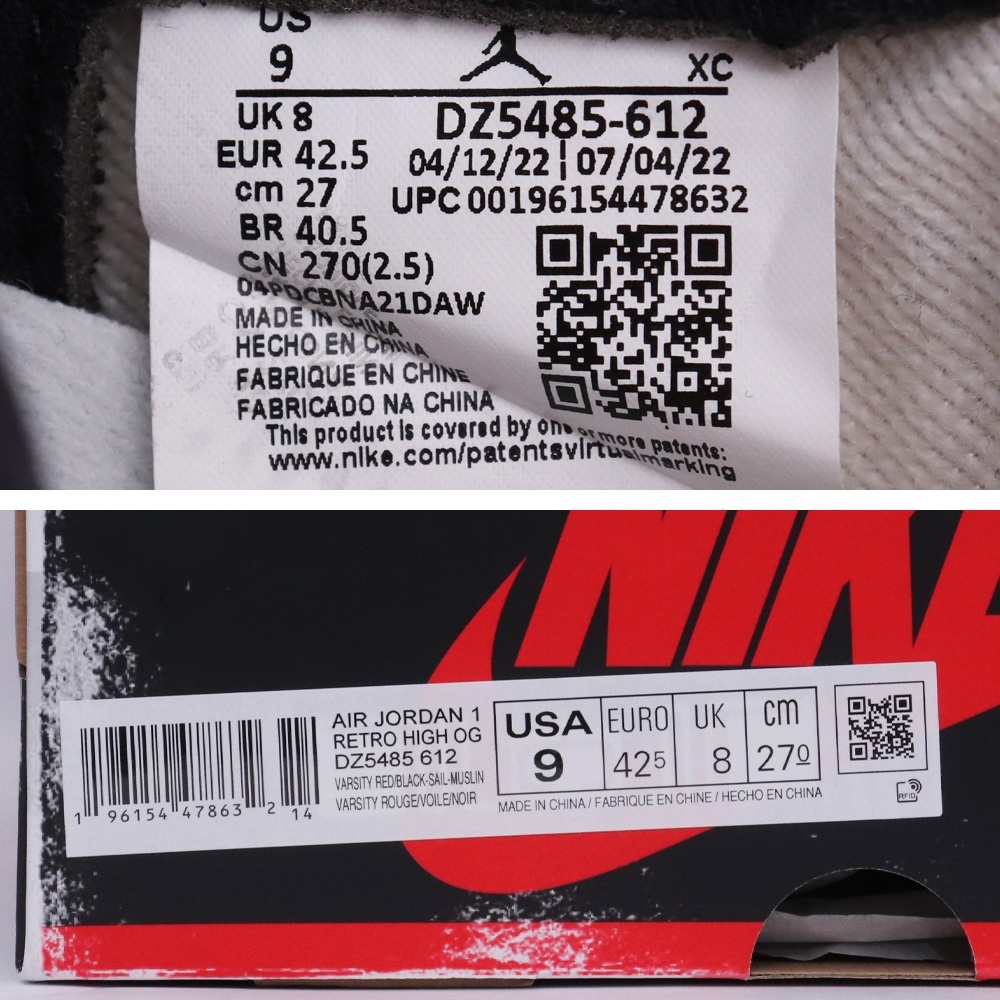 US
9
XC
UK 8
EUR 42.5
cm 27
BR 40.5
CN 270(2.5)
DZ5485-612
04/12/22 | 07/04/22
UPC 00196154478632
04PDCBNA21DAW
MADE IN CHINA
HECHO EN CHINA
FABRIQUE EN CHINE
FABRICADO NA CHINA
This product is covered by one or more patents:
www.nike.com/patentsvirtualmarking
NIKE
1 96154 47863 2 14
AIR JORDAN 1
RETRO HIGH OG
DZ5485 612
VARSITY RED/BLACK-SAIL-MUSLIN
VARSITY ROUGE/VOILE/NOIR
USA
9
EURO
425
UK
8
cm
270
MADE IN CHINA / FABRIQUE EN CHINE / HECHO EN CHINA
RFID